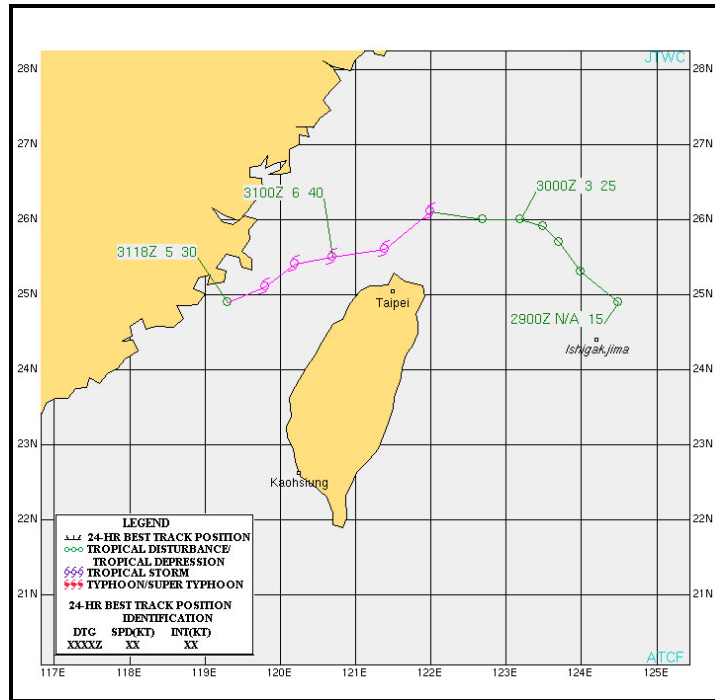 JTWC
28N
28N
27N
27N
26N
26N
25N
25N
24N
24N
23N
23N
22N
22N
21N
21N
3000Z 3 25
3100Z 6 40
3118Z 5 30
2900Z N/A 15
Taipei
Ishigakjima
Kaohsiung
LEGEND
24-HR BEST TRACK POSITION
TROPICAL DISTURBANCE/
TROPICAL DEPRESSION
TROPICAL STORM
TYPHOON/SUPER TYPHOON
24-HR BEST TRACK POSITION
IDENTIFICATION
DTG SPD(KT) INT(KT)
XXXXZ XX XX
ATCF
117E 118E 119E 120E 121E 122E 123E 124E 125E